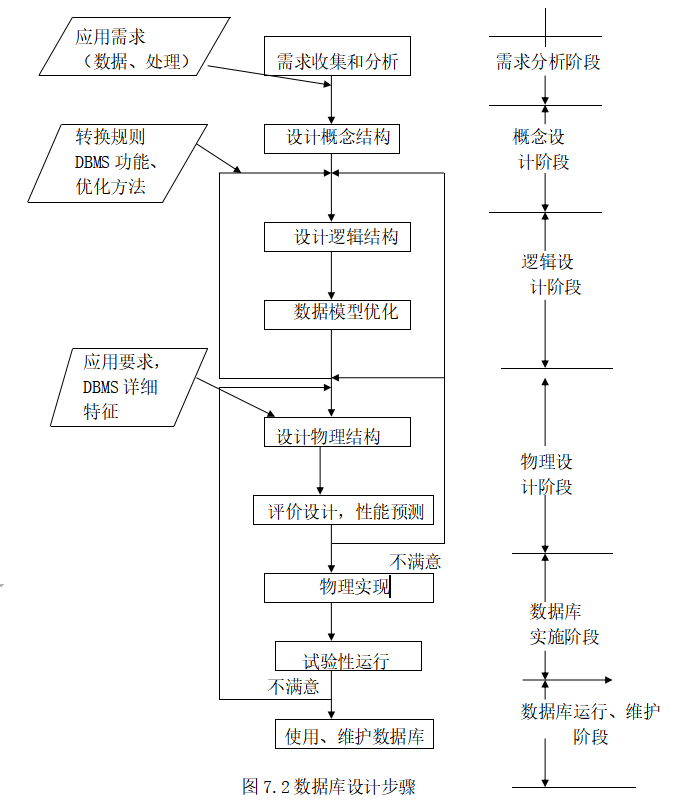 应用需求
（数据、处理）
需求收集和分析
需求分析阶段
转换规则
DBMS 功能、
优化方法
设计概念结构
概念设
计阶段
设计逻辑结构
逻辑设
计阶段
数据模型优化
应用要求，
DBMS 详细
特征
设计物理结构
物理设
计阶段
评价设计，性能预测
不满意
物理实现
数据库
实施阶段
试验性运行
不满意
使用、维护数据库
数据库运行、维护
阶段
图 7.2 数据库设计步骤